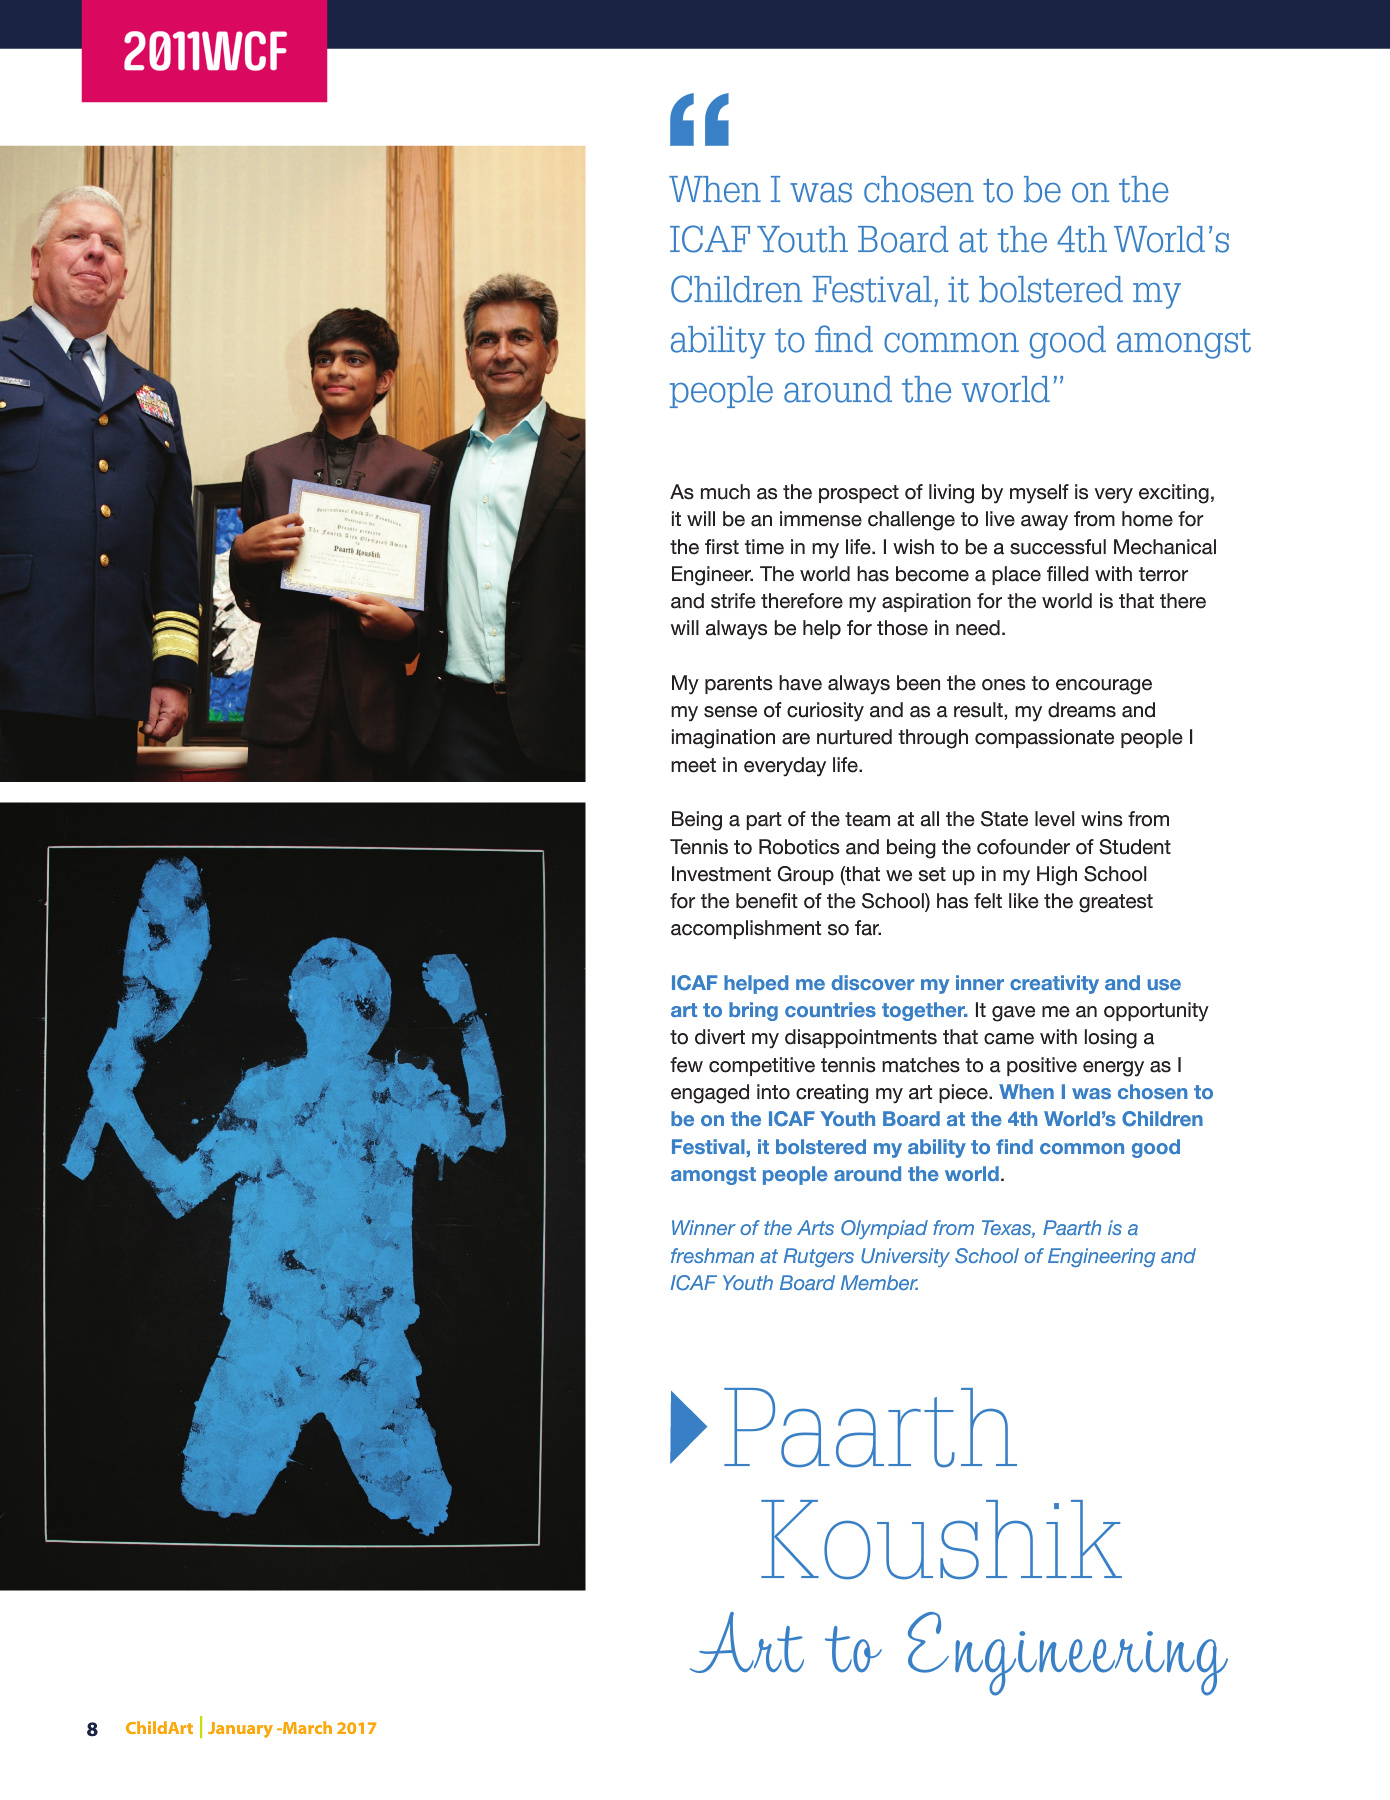 2011WCF
“
When I was chosen to be on the
ICAF Youth Board at the 4th World’s
Children Festival, it bolstered my
ability to find common good amongst
people around the world”
International Child Art Foundation
The Fourth Arts Olympiad Award
Paarth Koushik
As much as the prospect of living by myself is very exciting,
it will be an immense challenge to live away from home for
the first time in my life. I wish to be a successful Mechanical
Engineer. The world has become a place filled with terror
and strife therefore my aspiration for the world is that there
will always be help for those in need.
My parents have always been the ones to encourage
my sense of curiosity and as a result, my dreams and
imagination are nurtured through compassionate people I
meet in everyday life.
Being a part of the team at all the State level wins from
Tennis to Robotics and being the cofounder of Student
Investment Group (that we set up in my High School
for the benefit of the School) has felt like the greatest
accomplishment so far.
ICAF helped me discover my inner creativity and use
art to bring countries together. It gave me an opportunity
to divert my disappointments that came with losing a
few competitive tennis matches to a positive energy as I
engaged into creating my art piece. When I was chosen to
be on the ICAF Youth Board at the 4th World’s Children
Festival, it bolstered my ability to find common good
amongst people around the world.
Winner of the Arts Olympiad from Texas, Paarth is a
freshman at Rutgers University School of Engineering and
ICAF Youth Board Member.
Paarth
Koushik
Art to Engineering
8 ChildArt | January -March 2017